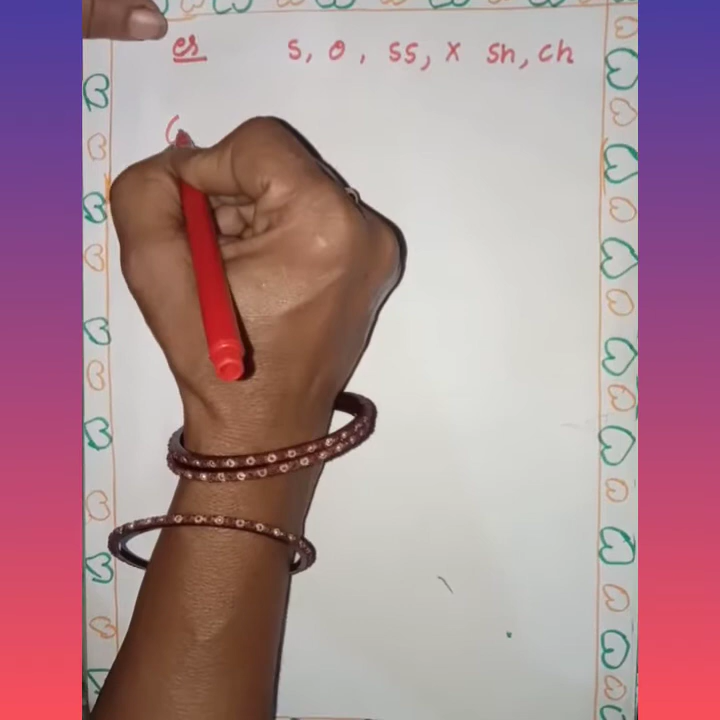 es s, o, ss, x sh, ch